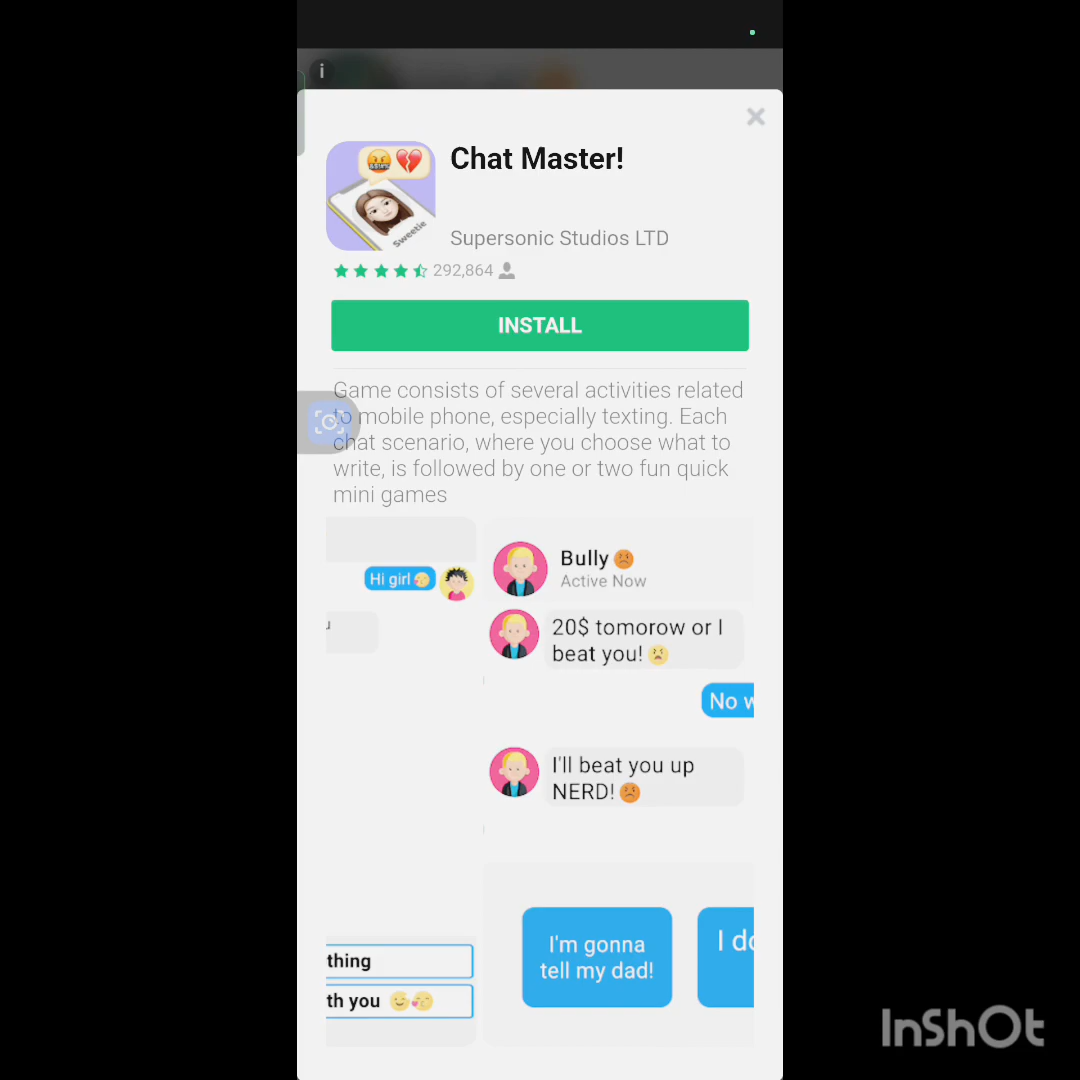 i
Chat Master!
Sweetie
Supersonic Studios LTD
292,864
INSTALL
Game consists of several activities related
to mobile phone, especially texting. Each
chat scenario, where you choose what to
write, is followed by one or two fun quick
mini games
Hi girl
Bully
Active Now
20$ tomorow or I
beat you!
No w
I'll beat you up
NERD!
thing
th you
I'm gonna
tell my dad!
I do
InShOt